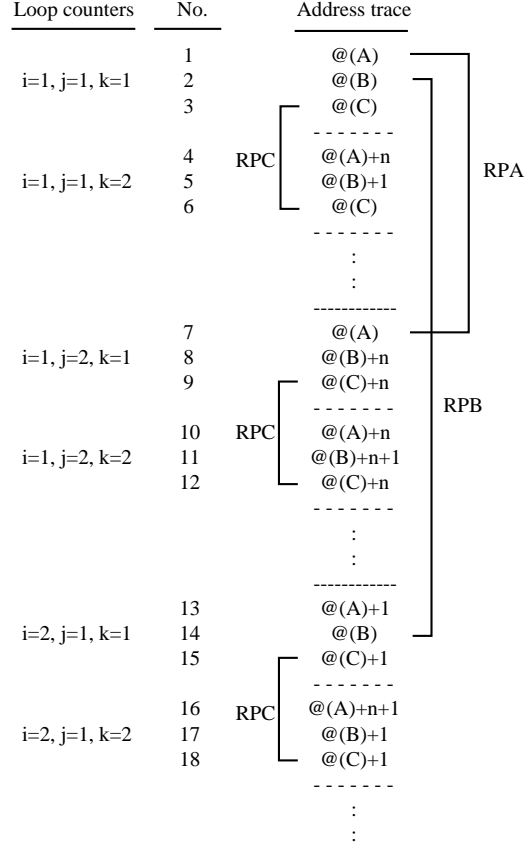 Loop counters No. Address trace
1 @(A)
i=1, j=1, k=1 2 @(B)
3 @(C)
- - - - - - -
4 RPC @(A)+n RPA
i=1, j=1, k=2 5 @(B)+1
6 @(C)
- - - - - - -
:
:
------------
7 @(A)
i=1, j=2, k=1 8 @(B)+n
9 @(C)+n
- - - - - - - RPB
10 RPC @(A)+n
i=1, j=2, k=2 11 @(B)+n+1
12 @(C)+n
- - - - - - -
:
:
------------
13 @(A)+1
i=2, j=1, k=1 14 @(B)
15 @(C)+1
- - - - - - -
16 RPC @(A)+n+1
i=2, j=1, k=2 17 @(B)+1
18 @(C)+1
- - - - - - -
:
: